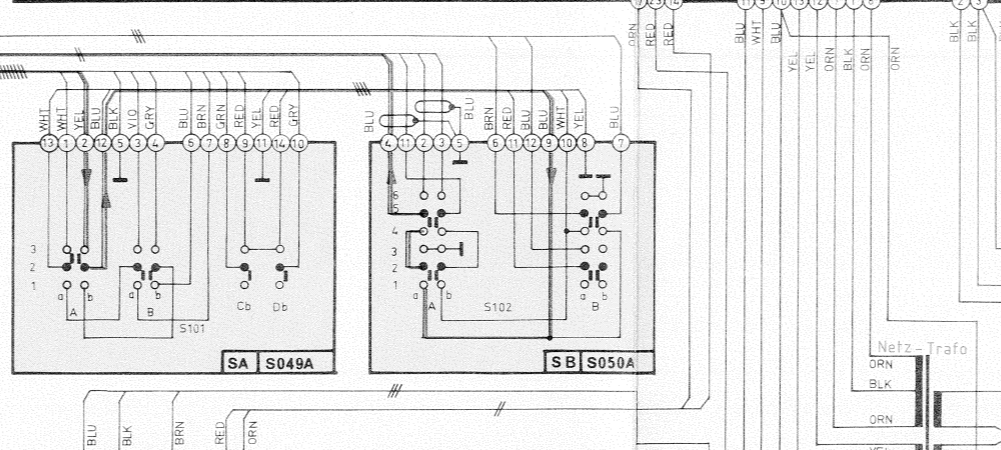 ORN RED RED BLU WHT BLU YEL YEL ORN BLK ORN ORN BLK BLK
WHT WHT YEL BLU BLK VIO GRY BLU BRN GRN RED YEL RED GRY
BLU BLU BRN RED BLU BLU WHT YEL BLU
13 1 2 12 5 3 4 6 7 8 9 11 14 10
4 11 2 3 5 6 11 12 9 10 8 7
6
5
4
3
2
1
a b
A
S102
a b
B
3
2
1
a b
A
a b
B
S101
Cb
Db
SA S049A
SB S050A
Netz-Trafo
ORN
BLK
ORN
YEL
BLU BLK BRN RED ORN